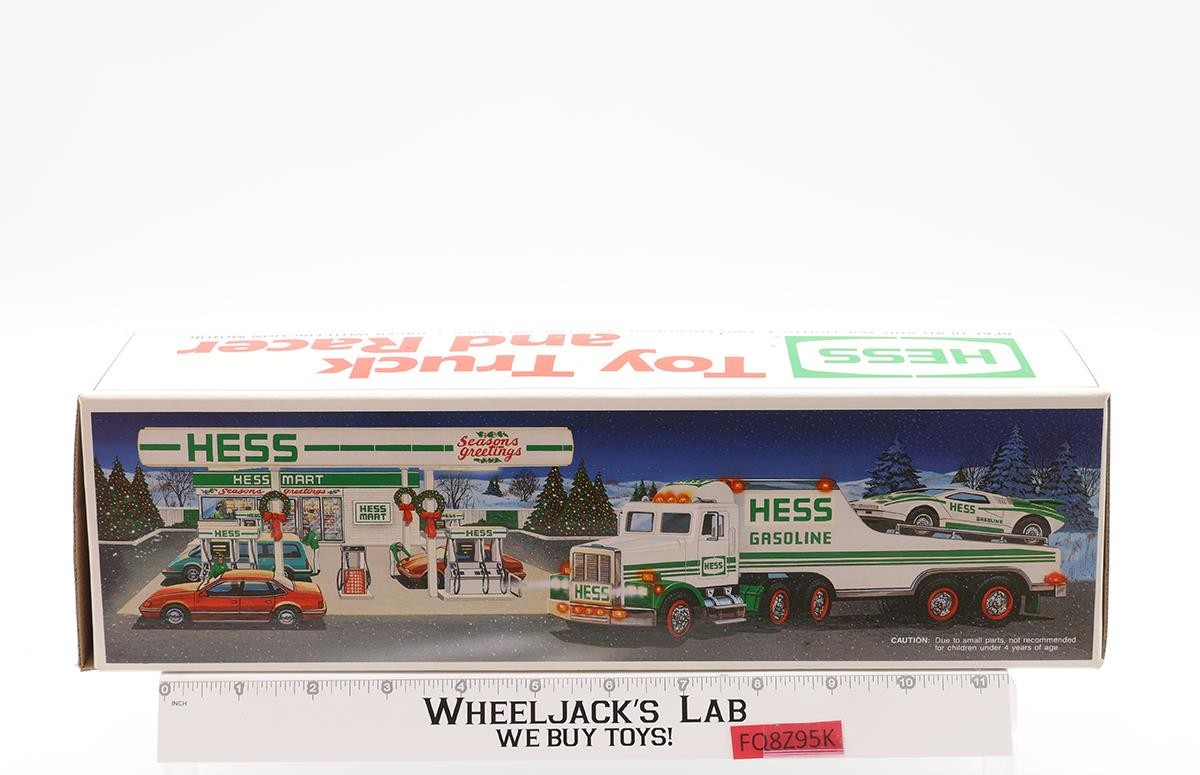 HESS
Toy Truck
and Racer
HESS
Seasons
Greetings
HESS MART
Seasons Greetings
HESS
MART
HESS
HESS
HESS
GASOLINE
HESS
GASOLINE
HESS
HESS
CAUTION: Due to small parts, not recommended
for children under 4 years of age.
0 1 2 3 4 5 6 7 8 9 10 11
INCH
WHEELJACK'S LAB
WE BUY TOYS!
FQ8Z95K